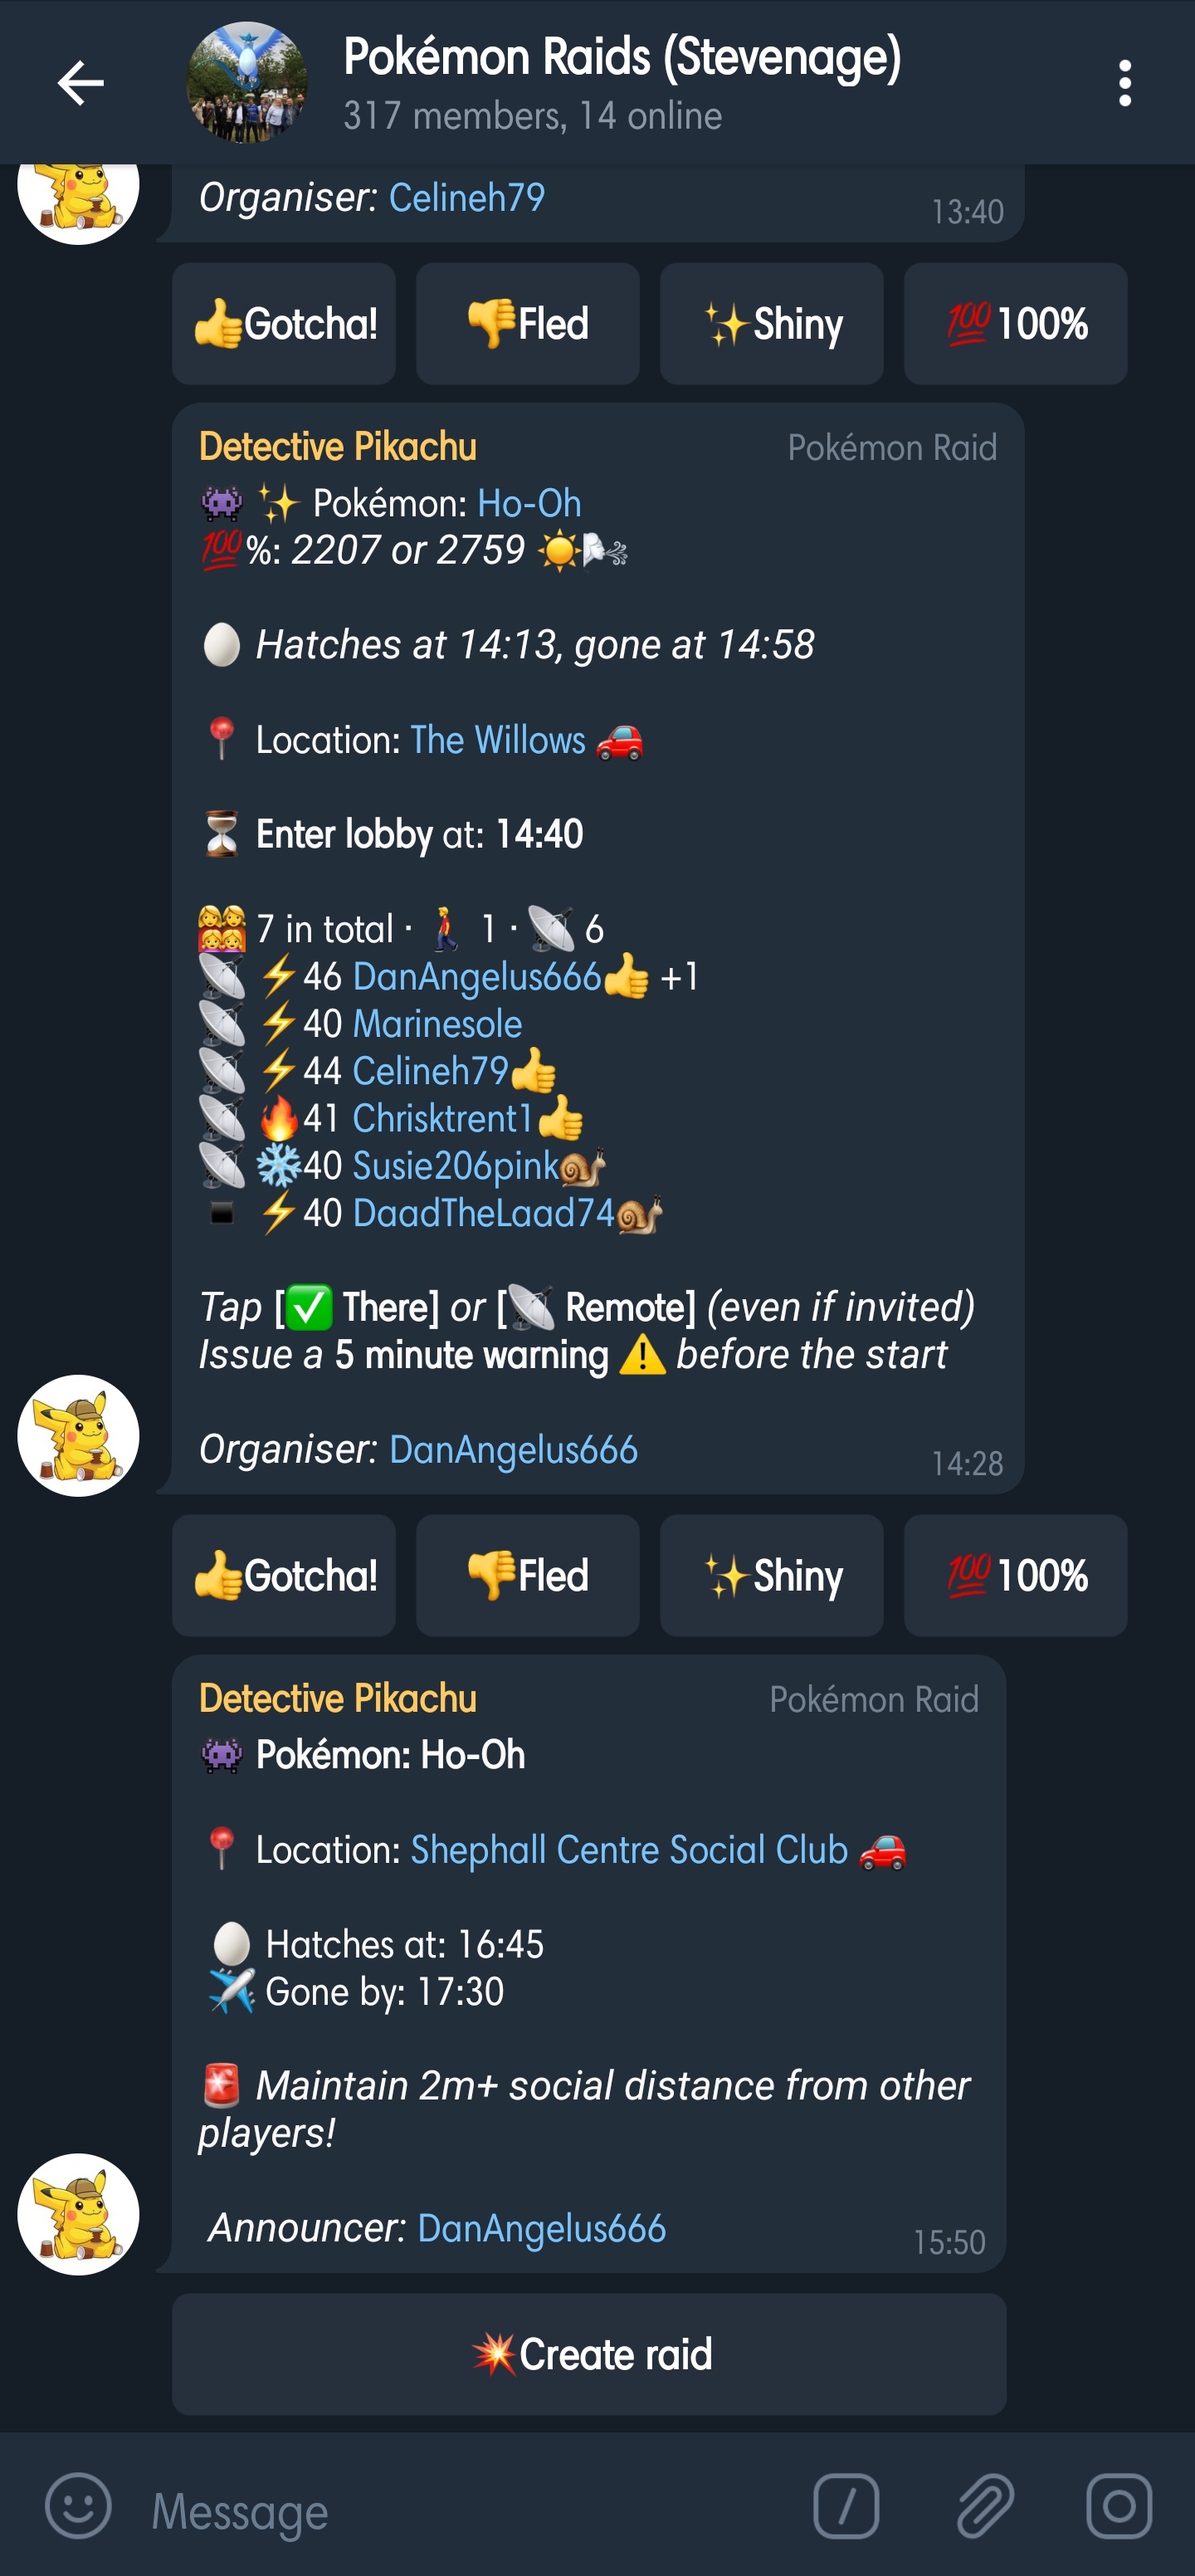 Pokémon Raids (Stevenage)
317 members, 14 online
Organiser: Celineh79
13:40
👍Gotcha!
👎Fled
✨Shiny
💯100%
Detective Pikachu
Pokémon Raid
👾 ✨ Pokémon: Ho-Oh
💯%: 2207 or 2759 ☀️🌬️
🥚 Hatches at 14:13, gone at 14:58
📍 Location: The Willows 🚗
⏳ Enter lobby at: 14:40
👩‍👩‍👧‍👧 7 in total · 🚶 1 · 📡 6
📡 ⚡46 DanAngelus666👍 +1
📡 ⚡40 Marinesole
📡 ⚡44 Celineh79👍
📡 🔥41 Chrisktrent1👍
📡 ❄️40 Susie206pink🐌
▪️ ⚡40 DaadTheLaad74🐌
Tap [✅ There] or [📡 Remote] (even if invited)
Issue a 5 minute warning ⚠️ before the start
Organiser: DanAngelus666
14:28
👍Gotcha!
👎Fled
✨Shiny
💯100%
Detective Pikachu
Pokémon Raid
👾 Pokémon: Ho-Oh
📍 Location: Shephall Centre Social Club 🚗
🥚 Hatches at: 16:45
✈️ Gone by: 17:30
🚨 Maintain 2m+ social distance from other
players!
Announcer: DanAngelus666
15:50
💥Create raid
Message